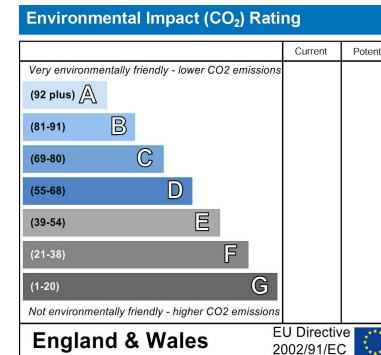 Environmental Impact (CO₂) Rating
Current Potent
Very environmentally friendly - lower CO2 emissions
(92 plus) A
(81-91) B
(69-80) C
(55-68) D
(39-54) E
(21-38) F
(1-20) G
Not environmentally friendly - higher CO2 emissions
England & Wales
EU Directive
2002/91/EC